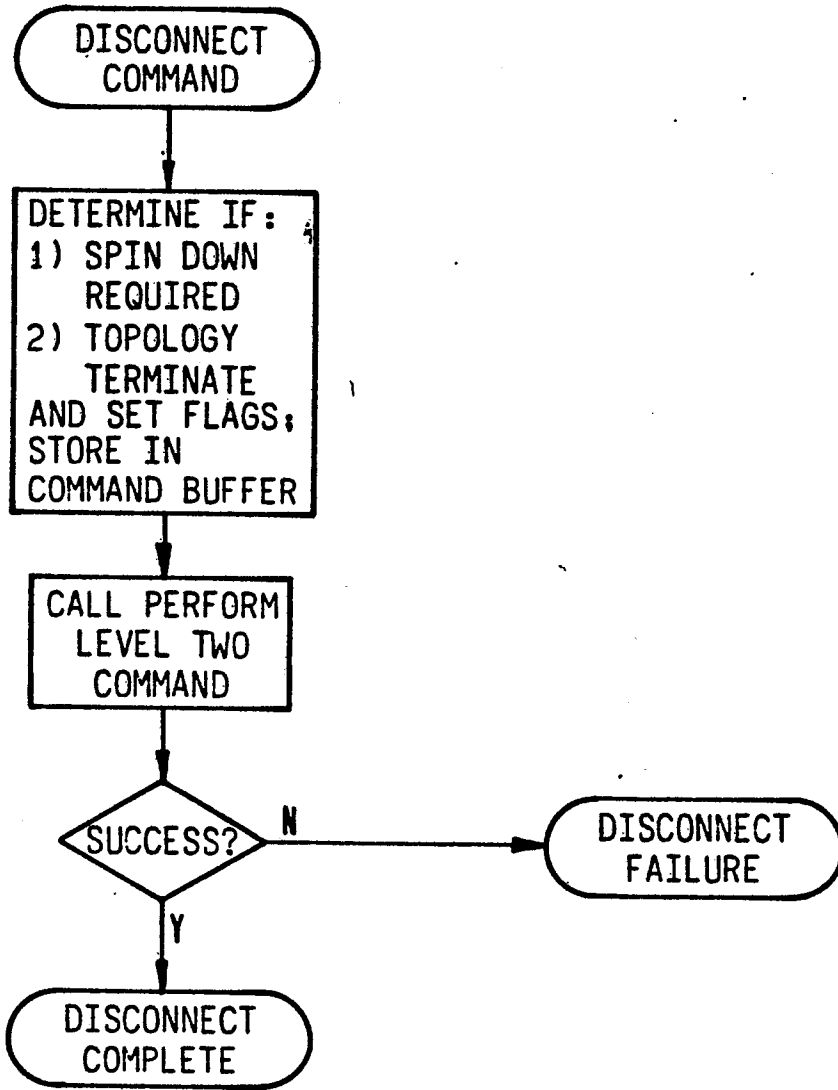 DISCONNECT
COMMAND
DETERMINE IF:
1) SPIN DOWN
REQUIRED
2) TOPOLOGY
TERMINATE
AND SET FLAGS;
STORE IN
COMMAND BUFFER
CALL PERFORM
LEVEL TWO
COMMAND
SUCCESS?
N
DISCONNECT
FAILURE
Y
DISCONNECT
COMPLETE